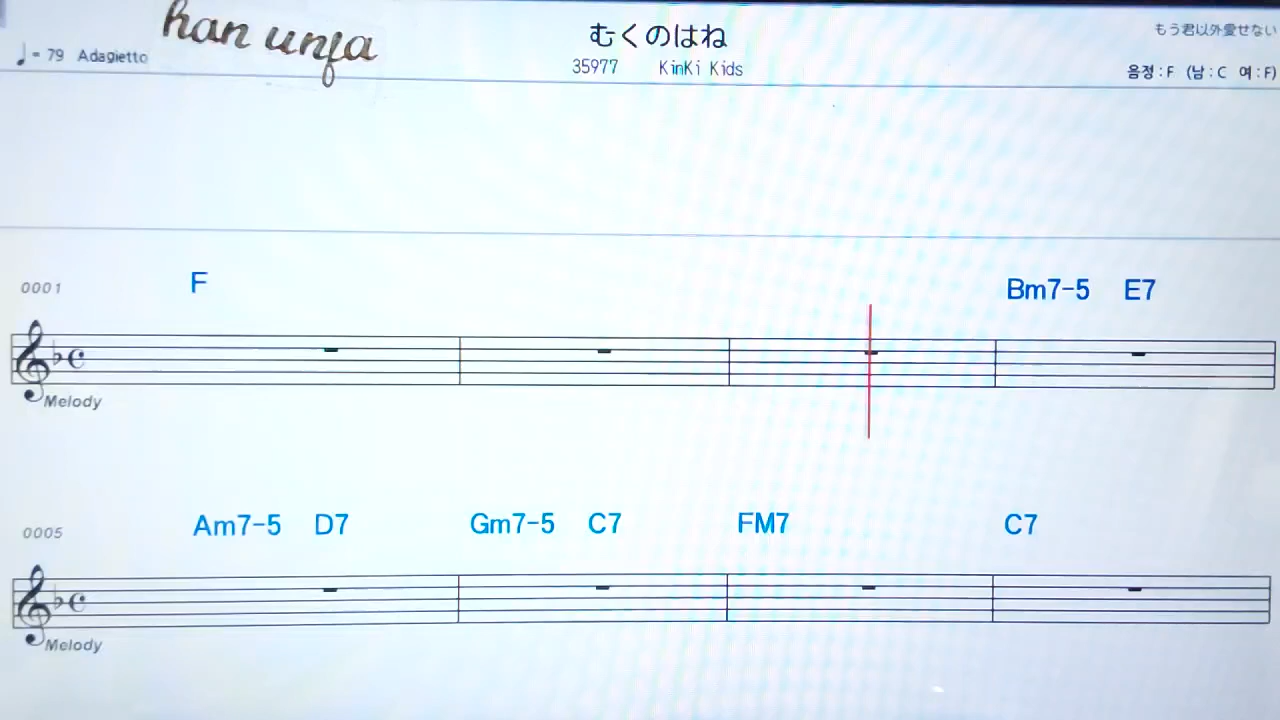 han unfa
♩= 79 Adagietto
むくのはね
35977 KinKi Kids
もう君以外愛せない
음정:F (남:C 여:F)
0001 F Bm7-5 E7
Melody
0005 Am7-5 D7 Gm7-5 C7 FM7 C7
Melody